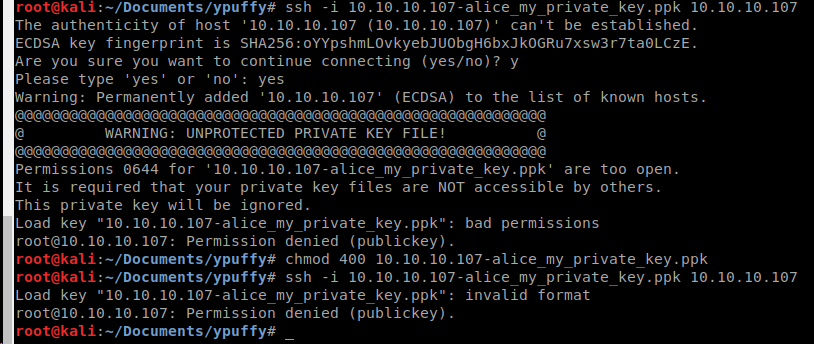 root@kali:~/Documents/ypuffy# ssh -i 10.10.10.107-alice_my_private_key.ppk 10.10.10.107
The authenticity of host '10.10.10.107 (10.10.10.107)' can't be established.
ECDSA key fingerprint is SHA256:oYYpshmLOvkyebJUObgH6bxJkOGRu7xsw3r7ta0LCzE.
Are you sure you want to continue connecting (yes/no)? y
Please type 'yes' or 'no': yes
Warning: Permanently added '10.10.10.107' (ECDSA) to the list of known hosts.
@@@@@@@@@@@@@@@@@@@@@@@@@@@@@@@@@@@@@@@@@@@@@@@@@@@@@@@@@@@
@         WARNING: UNPROTECTED PRIVATE KEY FILE!          @
@@@@@@@@@@@@@@@@@@@@@@@@@@@@@@@@@@@@@@@@@@@@@@@@@@@@@@@@@@@
Permissions 0644 for '10.10.10.107-alice_my_private_key.ppk' are too open.
It is required that your private key files are NOT accessible by others.
This private key will be ignored.
Load key "10.10.10.107-alice_my_private_key.ppk": bad permissions
root@10.10.10.107: Permission denied (publickey).
root@kali:~/Documents/ypuffy# chmod 400 10.10.10.107-alice_my_private_key.ppk
root@kali:~/Documents/ypuffy# ssh -i 10.10.10.107-alice_my_private_key.ppk 10.10.10.107
Load key "10.10.10.107-alice_my_private_key.ppk": invalid format
root@10.10.10.107: Permission denied (publickey).
root@kali:~/Documents/ypuffy# _